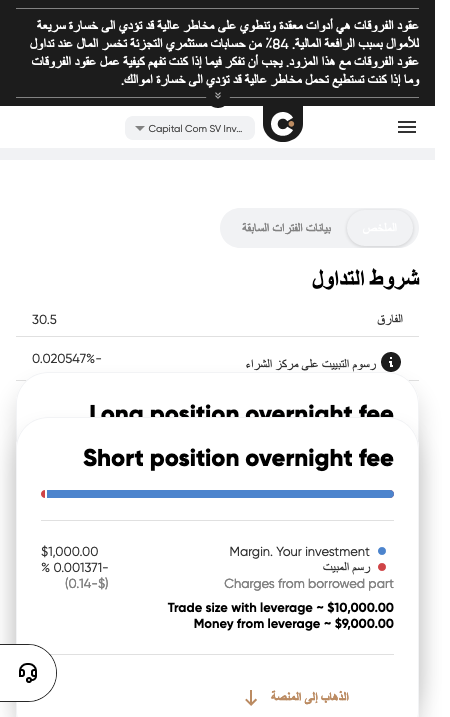 عقود الفروقات هي أدوات معقدة وتنطوي على مخاطر عالية قد تؤدي الى خسارة سريعة
للأموال بسبب الرافعة المالية. 84٪ من حسابات مستثمري التجزئة تخسر المال عند تداول
عقود الفروقات مع هذا المزود. يجب أن تفكر فيما إذا كنت تفهم كيفية عمل عقود الفروقات
وما إذا كنت تستطيع تحمل مخاطر عالية قد تؤدي الى خسارة اموالك.
Capital Com SV Inv...
الملخص
بيانات الفترات السابقة
شروط التداول
الفارق
30.5
رسوم التبييت على مركز الشراء
-0.020547%
Long position overnight fee
Short position overnight fee
Margin. Your investment
$1,000.00
رسم المبيت
-0.001371 %
Charges from borrowed part
($-0.14)
Trade size with leverage ~ $10,000.00
Money from leverage ~ $9,000.00
الذهاب إلى المنصة